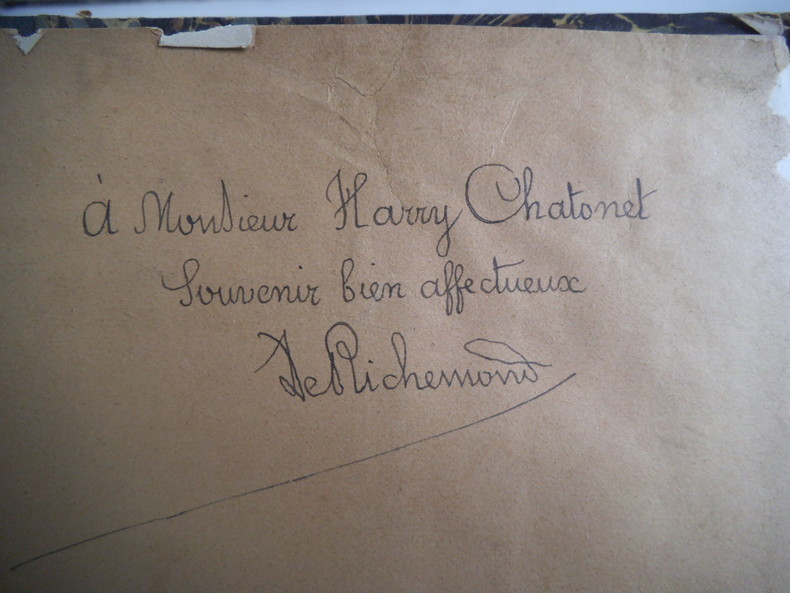 à Monsieur Harry Chatonet
Souvenir bien affectueux
De Richemond